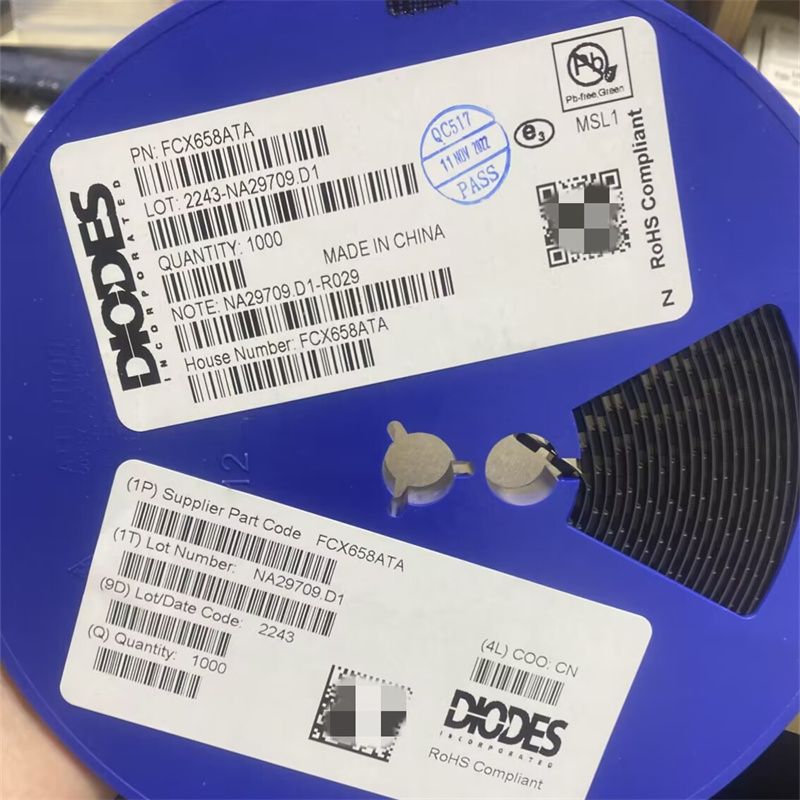 PN: FCX658ATA
LOT: 2243-NA29709.D1
QUANTITY: 1000
MADE IN CHINA
NOTE: NA29709.D1-R029
House Number: FCX658ATA
DIODES
INCORPORATED
QC517
11 NOV 2022
PASS
e3
Pb
Pb-free.Green
MSL1
RoHS Compliant
Z
12
(1P) Supplier Part Code FCX658ATA
(1T) Lot Number: NA29709.D1
(9D) Lot/Date Code: 2243
(Q) Quantity: 1000
(4L) COO: CN
DIODES
INCORPORATED
RoHS Compliant